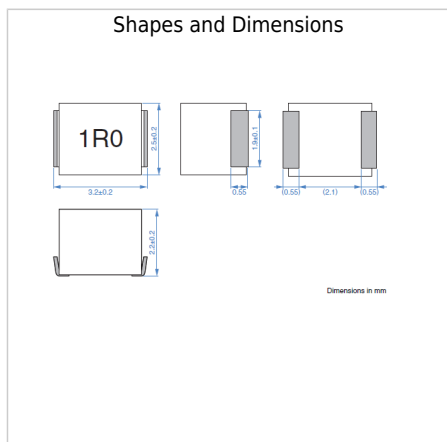 Shapes and Dimensions
1R0
2.5±0.2
3.2±0.2
1.9±0.1
0.55
(0.55)
(2.1)
(0.55)
2.2±0.2
Dimensions in mm